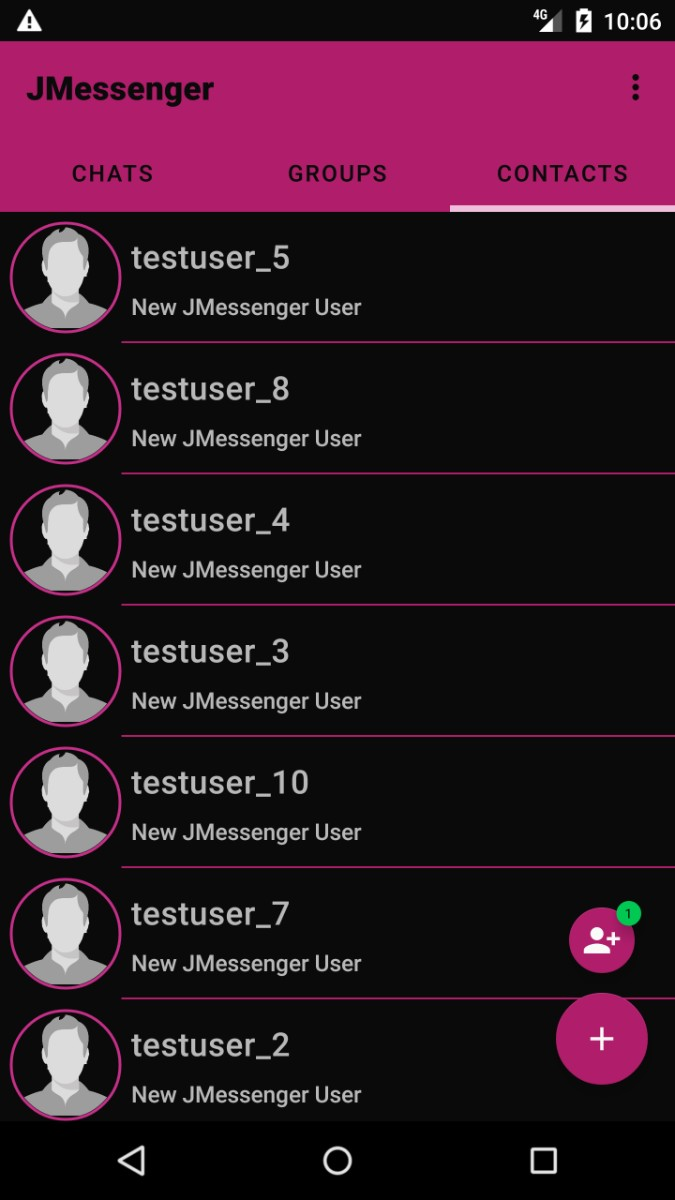 4G 10:06
JMessenger
CHATS GROUPS CONTACTS
testuser_5
New JMessenger User
testuser_8
New JMessenger User
testuser_4
New JMessenger User
testuser_3
New JMessenger User
testuser_10
New JMessenger User
testuser_7
New JMessenger User
1
testuser_2
New JMessenger User